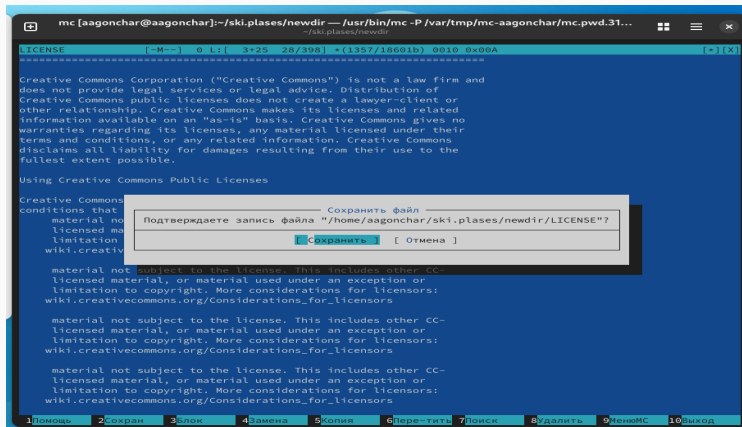 mc [aagonchar@aagonchar]:~/ski.plases/newdir — /usr/bin/mc -P /var/tmp/mc-aagonchar/mc.pwd.31...
~/ski.plases/newdir
LICENSE [-M--] 0 L:[ 3+25 28/398] *(1357/18601b) 0010 0x00A [*][X]
=======================================================================
Creative Commons Corporation ("Creative Commons") is not a law firm and
does not provide legal services or legal advice. Distribution of
Creative Commons public licenses does not create a lawyer-client or
other relationship. Creative Commons makes its licenses and related
information available on an "as-is" basis. Creative Commons gives no
warranties regarding its licenses, any material licensed under their
terms and conditions, or any related information. Creative Commons
disclaims all liability for damages resulting from their use to the
fullest extent possible.
Using Creative Commons Public Licenses
Creative Commons
conditions that
material no
licensed ma
limitation
wiki.creativ
Сохранить файл
Подтверждаете запись файла "/home/aagonchar/ski.plases/newdir/LICENSE"?
[ Сохранить ] [ Отмена ]
material not subject to the license. This includes other CC-
licensed material, or material used under an exception or
limitation to copyright. More considerations for licensors:
wiki.creativecommons.org/Considerations_for_licensors
material not subject to the license. This includes other CC-
licensed material, or material used under an exception or
limitation to copyright. More considerations for licensors:
wiki.creativecommons.org/Considerations_for_licensors
material not subject to the license. This includes other CC-
licensed material, or material used under an exception or
limitation to copyright. More considerations for licensors:
wiki.creativecommons.org/Considerations_for_licensors
1Помощь 2Сохран 3Блок 4Замена 5Копия 6Пере~тить 7Поиск 8Удалить 9МенюMC 10Выход